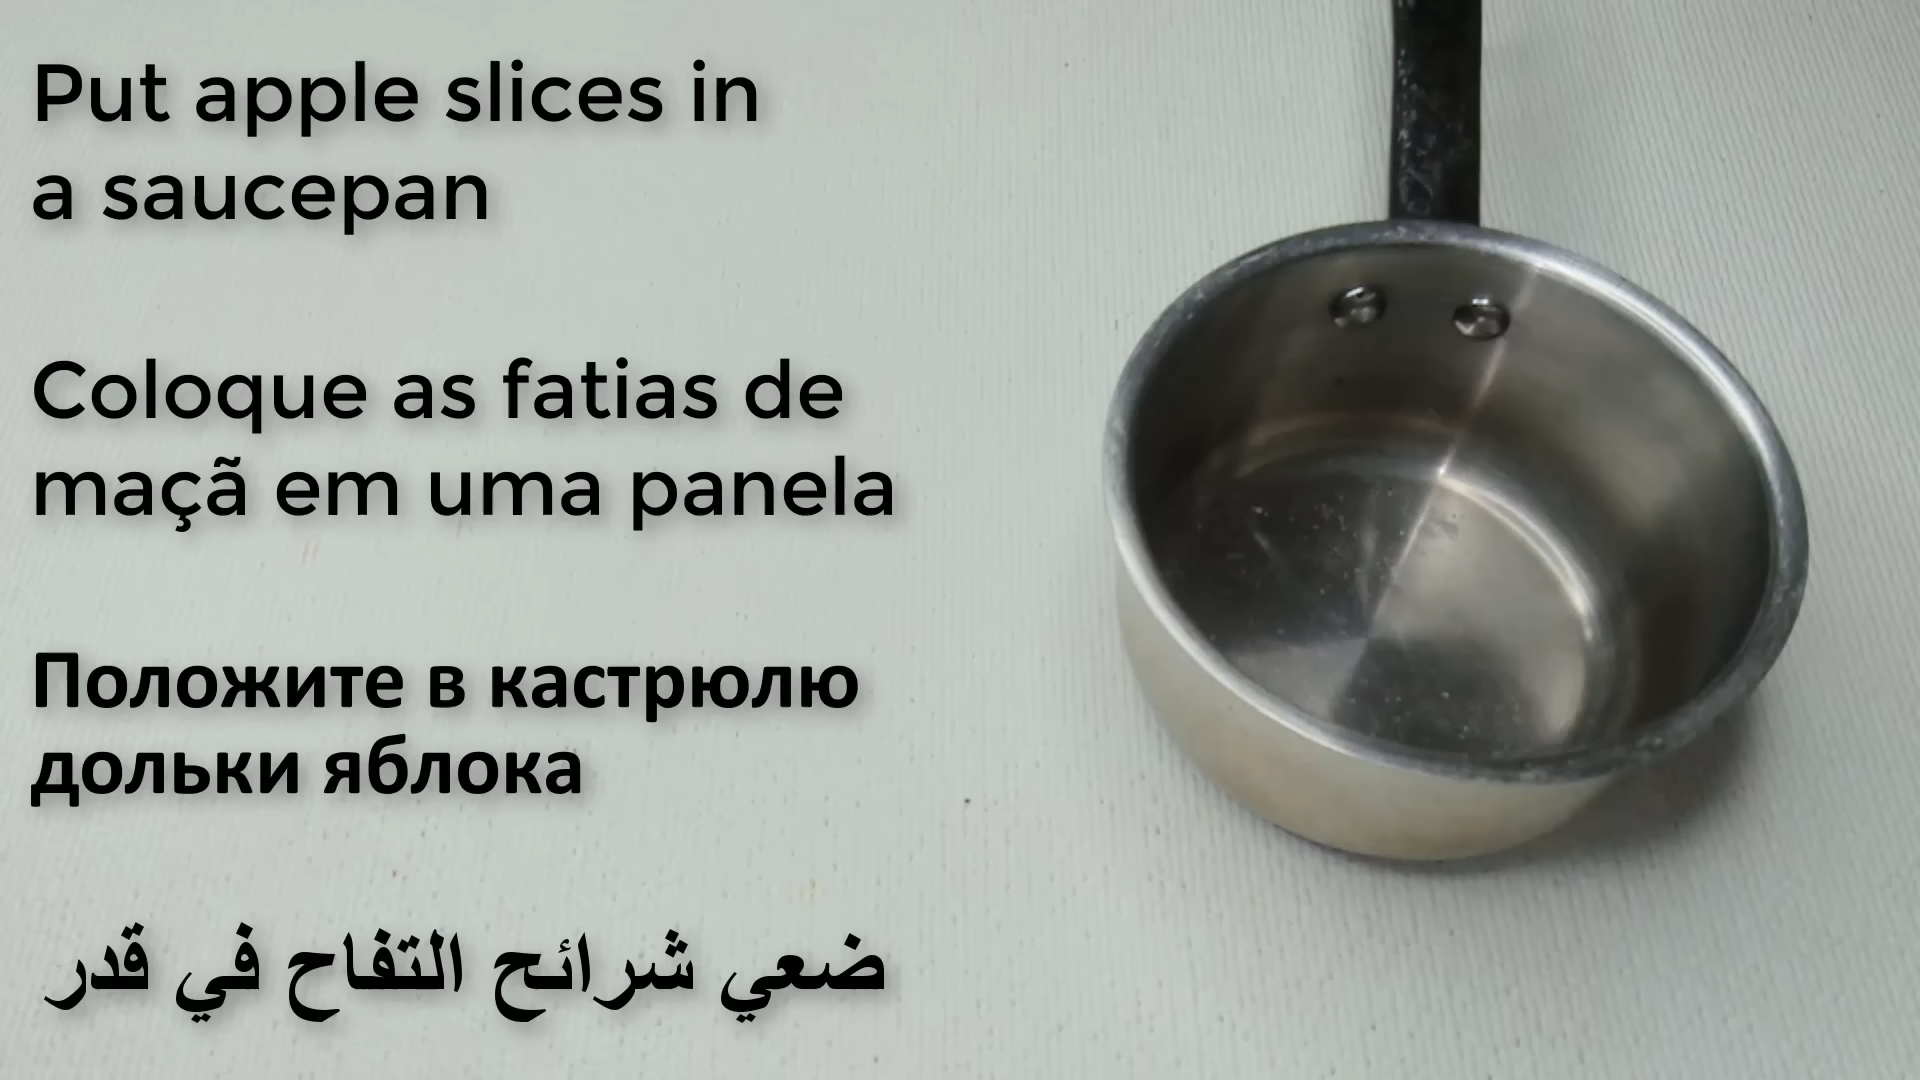 Put apple slices in
a saucepan
Coloque as fatias de
maçã em uma panela
Положите в кастрюлю
дольки яблока
ضعي شرائح التفاح في قدر